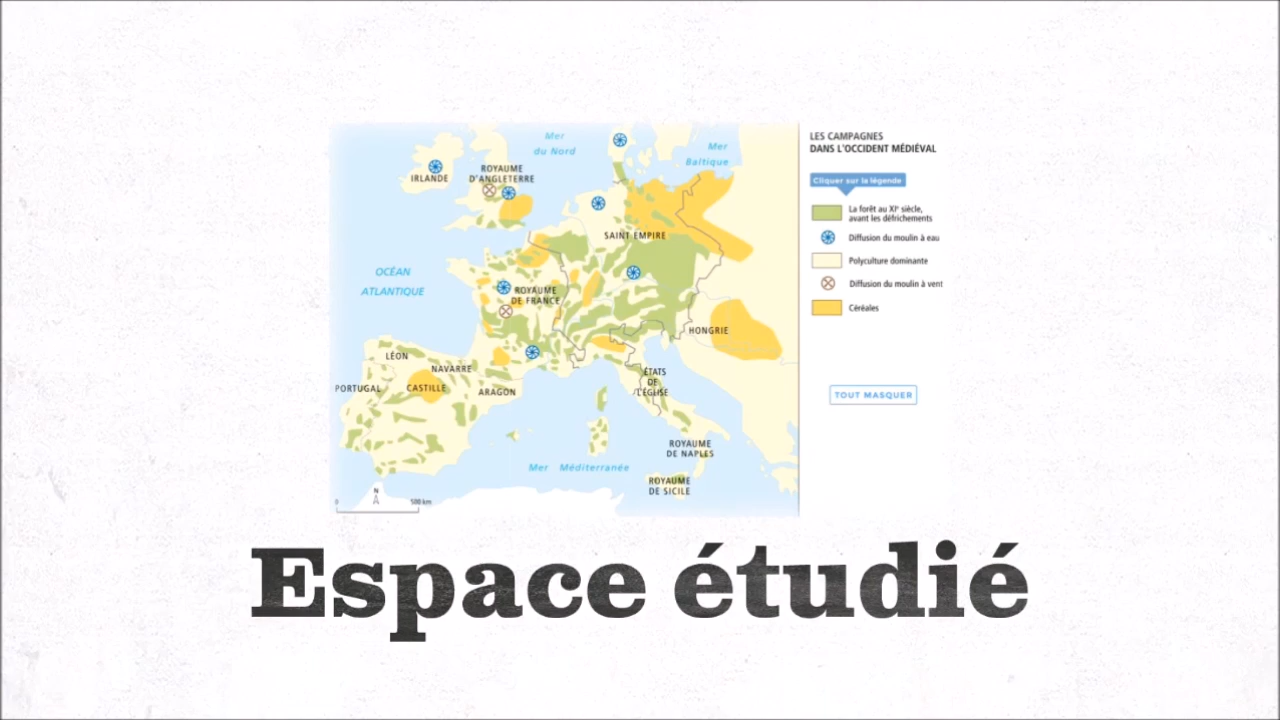 Mer
du Nord
Mer
Baltique
IRLANDE
ROYAUME
D'ANGLETERRE
SAINT EMPIRE
OCÉAN
ATLANTIQUE
ROYAUME
DE FRANCE
HONGRIE
LÉON
NAVARRE
PORTUGAL
CASTILLE
ARAGON
ÉTATS
DE
L'ÉGLISE
ROYAUME
DE NAPLES
Mer Méditerranée
ROYAUME
DE SICILE
N
0 500 km
LES CAMPAGNES
DANS L'OCCIDENT MÉDIÉVAL
Cliquer sur la légende
La forêt au XIe siècle,
avant les défrichements
Diffusion du moulin à eau
Polyculture dominante
Diffusion du moulin à vent
Céréales
TOUT MASQUER
Espace étudié